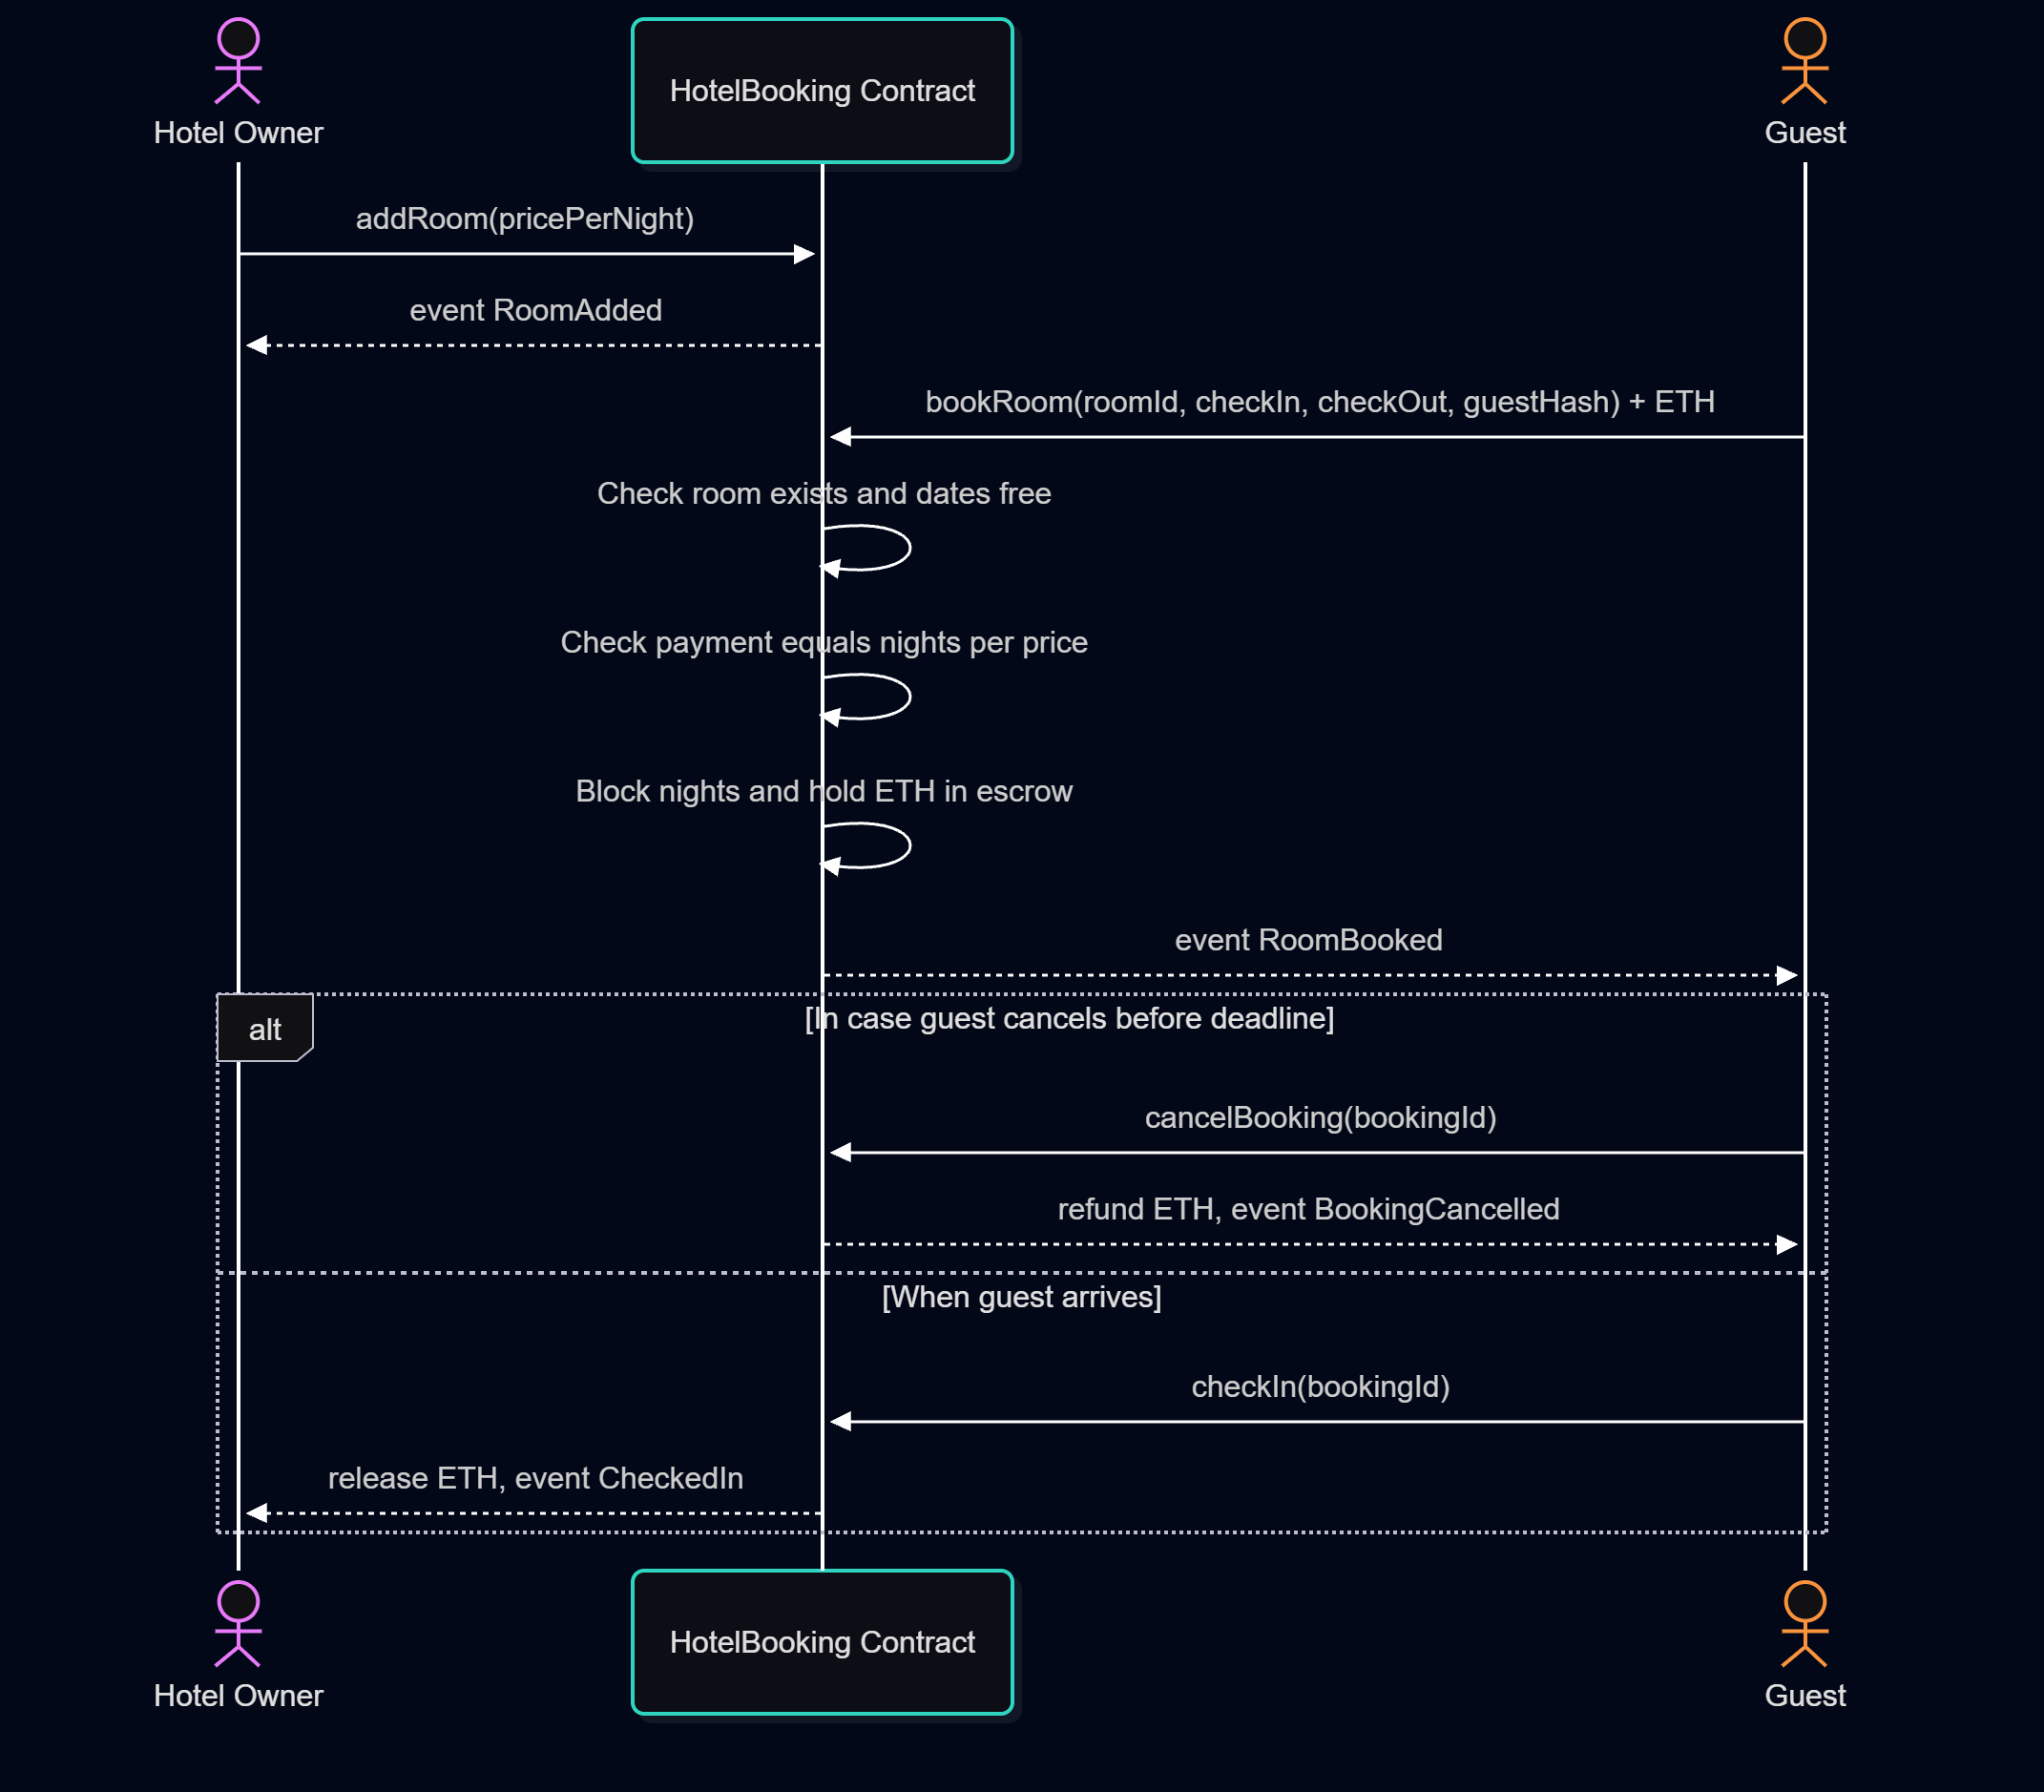 Hotel Owner
HotelBooking Contract
Guest
addRoom(pricePerNight)
event RoomAdded
bookRoom(roomId, checkIn, checkOut, guestHash) + ETH
Check room exists and dates free
Check payment equals nights per price
Block nights and hold ETH in escrow
event RoomBooked
alt
[In case guest cancels before deadline]
cancelBooking(bookingId)
refund ETH, event BookingCancelled
[When guest arrives]
checkIn(bookingId)
release ETH, event CheckedIn
Hotel Owner
HotelBooking Contract
Guest